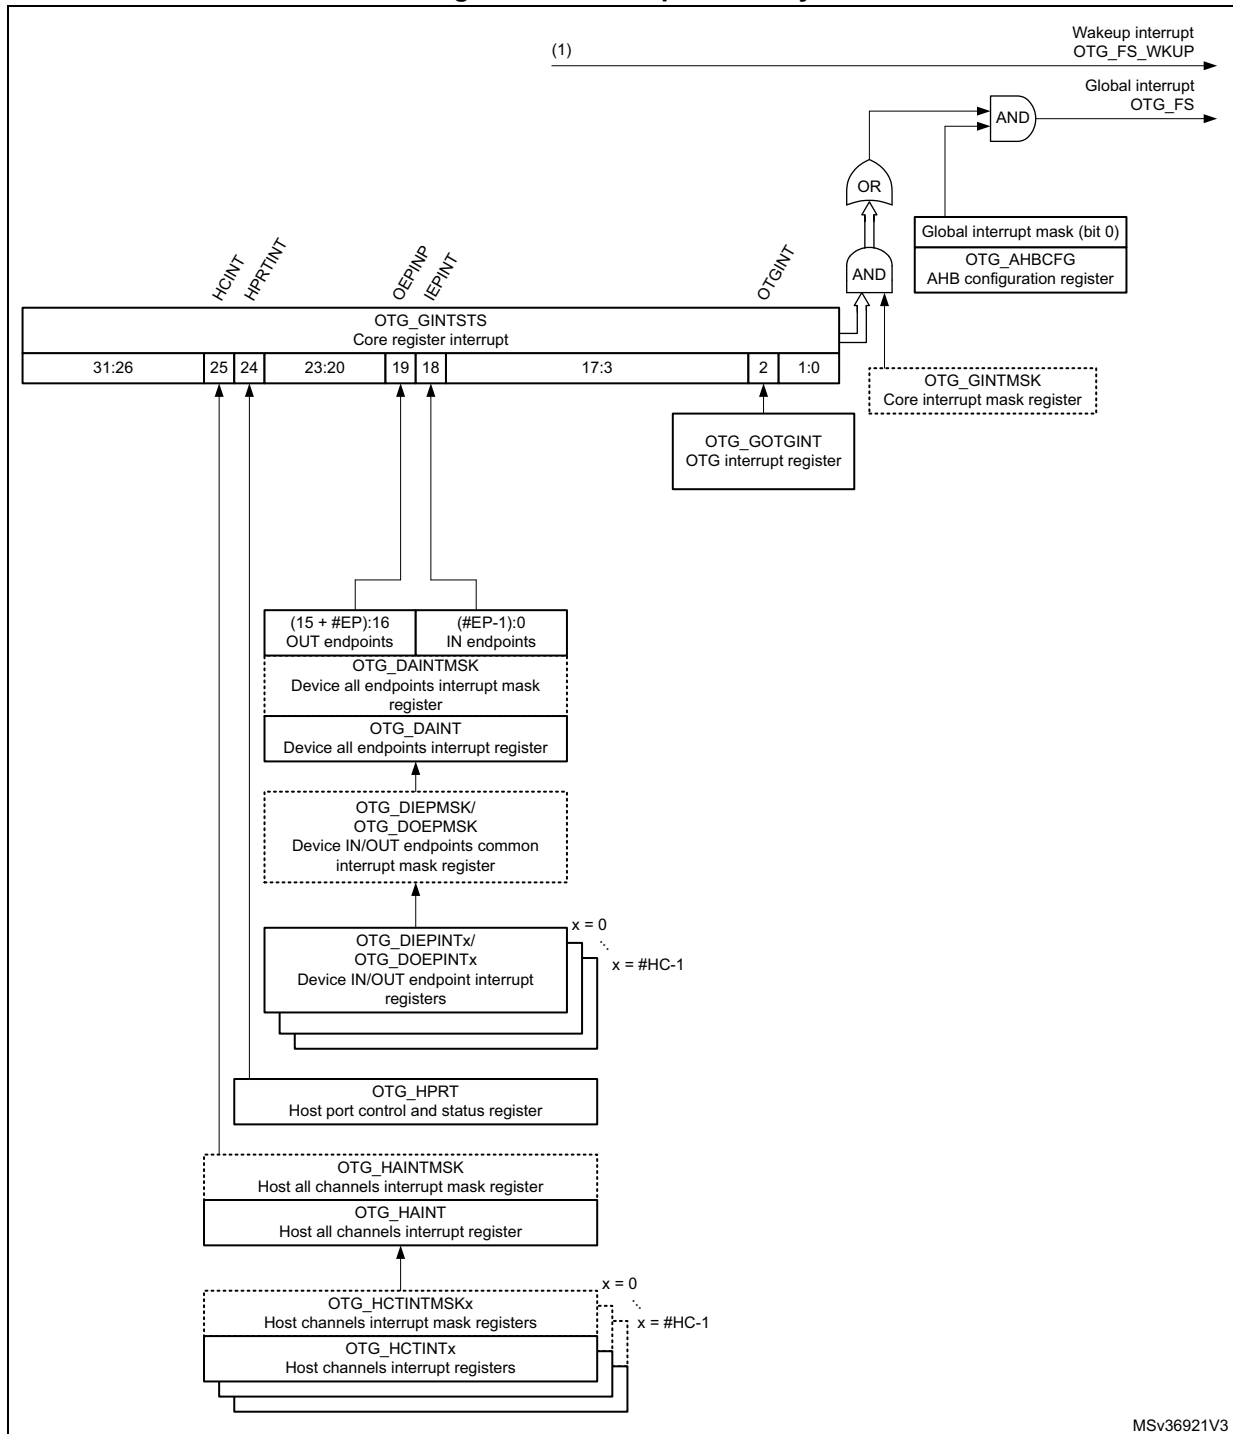 (1)
Wakeup interrupt
OTG_FS_WKUP
Global interrupt
OTG_FS
AND
OR
Global interrupt mask (bit 0)
OTG_AHBCFG
AHB configuration register
AND
HCINT
HPRTINT
OEPINP
IEPINT
OTGINT
OTG_GINTSTS
Core register interrupt
31:26
25
24
23:20
19
18
17:3
2
1:0
OTG_GINTMSK
Core interrupt mask register
OTG_GOTGINT
OTG interrupt register
(15 + #EP):16
OUT endpoints
(#EP-1):0
IN endpoints
OTG_DAINTMSK
Device all endpoints interrupt mask
register
OTG_DAINT
Device all endpoints interrupt register
OTG_DIEPMSK/
OTG_DOEPMSK
Device IN/OUT endpoints common
interrupt mask register
x = 0
x = #HC-1
OTG_DIEPINTx/
OTG_DOEPINTx
Device IN/OUT endpoint interrupt
registers
OTG_HPRT
Host port control and status register
OTG_HAINTMSK
Host all channels interrupt mask register
OTG_HAINT
Host all channels interrupt register
x = 0
x = #HC-1
OTG_HCTINTMSKx
Host channels interrupt mask registers
OTG_HCTINTx
Host channels interrupt registers
MSv36921V3